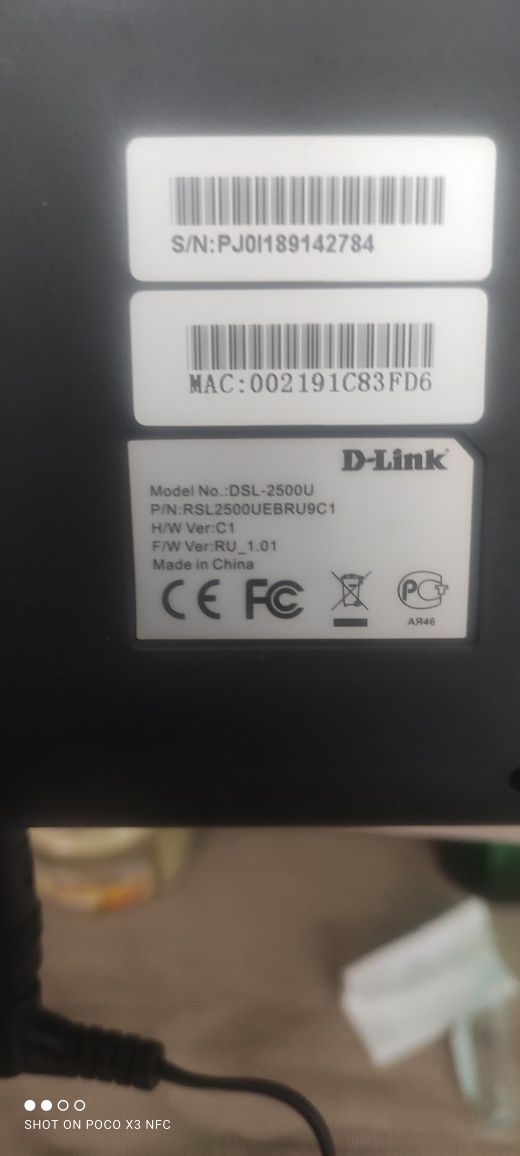 S/N:PJ0I189142784
MAC:002191C83FD6
D-Link
Model No.:DSL-2500U
P/N:RSL2500UEBRU9C1
H/W Ver:C1
F/W Ver:RU_1.01
Made in China
CE FC PCT
АЯ46
SHOT ON POCO X3 NFC